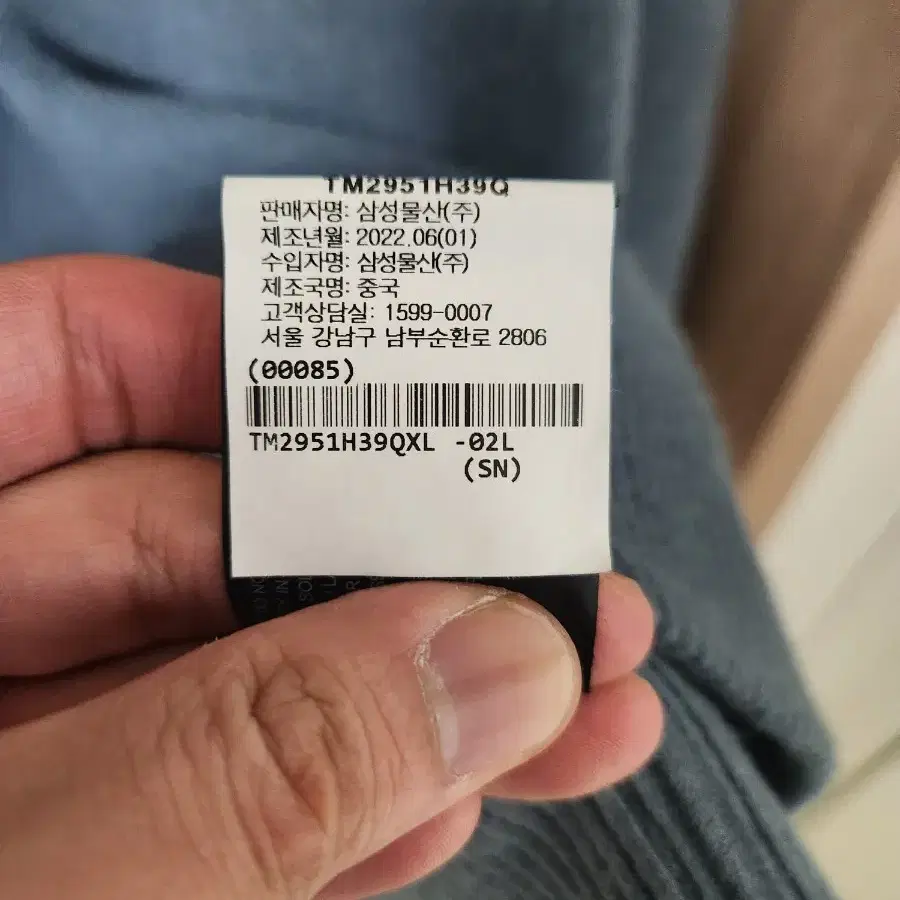 TM2951H39Q
판매자명: 삼성물산(주)
제조년월: 2022.06(01)
수입자명: 삼성물산(주)
제조국명: 중국
고객상담실: 1599-0007
서울 강남구 남부순환로 2806
(00085)
TM2951H39QXL -02L
(SN)